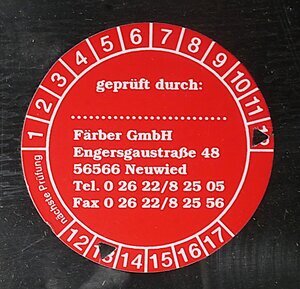 1 2 3 4 5 6 7 8 9 10 11
geprüft durch:
Färber GmbH
Engersgaustraße 48
56566 Neuwied
Tel. 0 26 22/8 25 05
Fax 0 26 22/8 25 56
nächste Prüfung
12 13 14 15 16 17